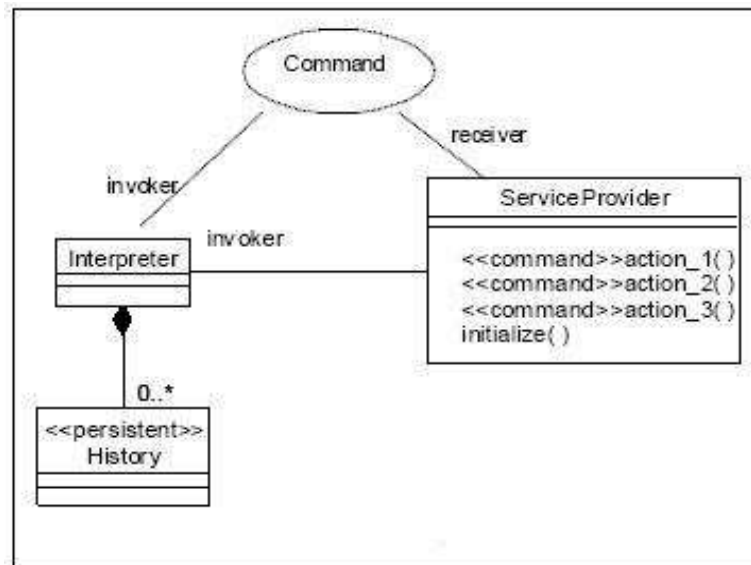 Command
receiver
invoker
ServiceProvider
invoker
Interpreter
<<command>>action_1( )
<<command>>action_2( )
<<command>>action_3( )
initialize( )
0..*
<<persistent>>
History